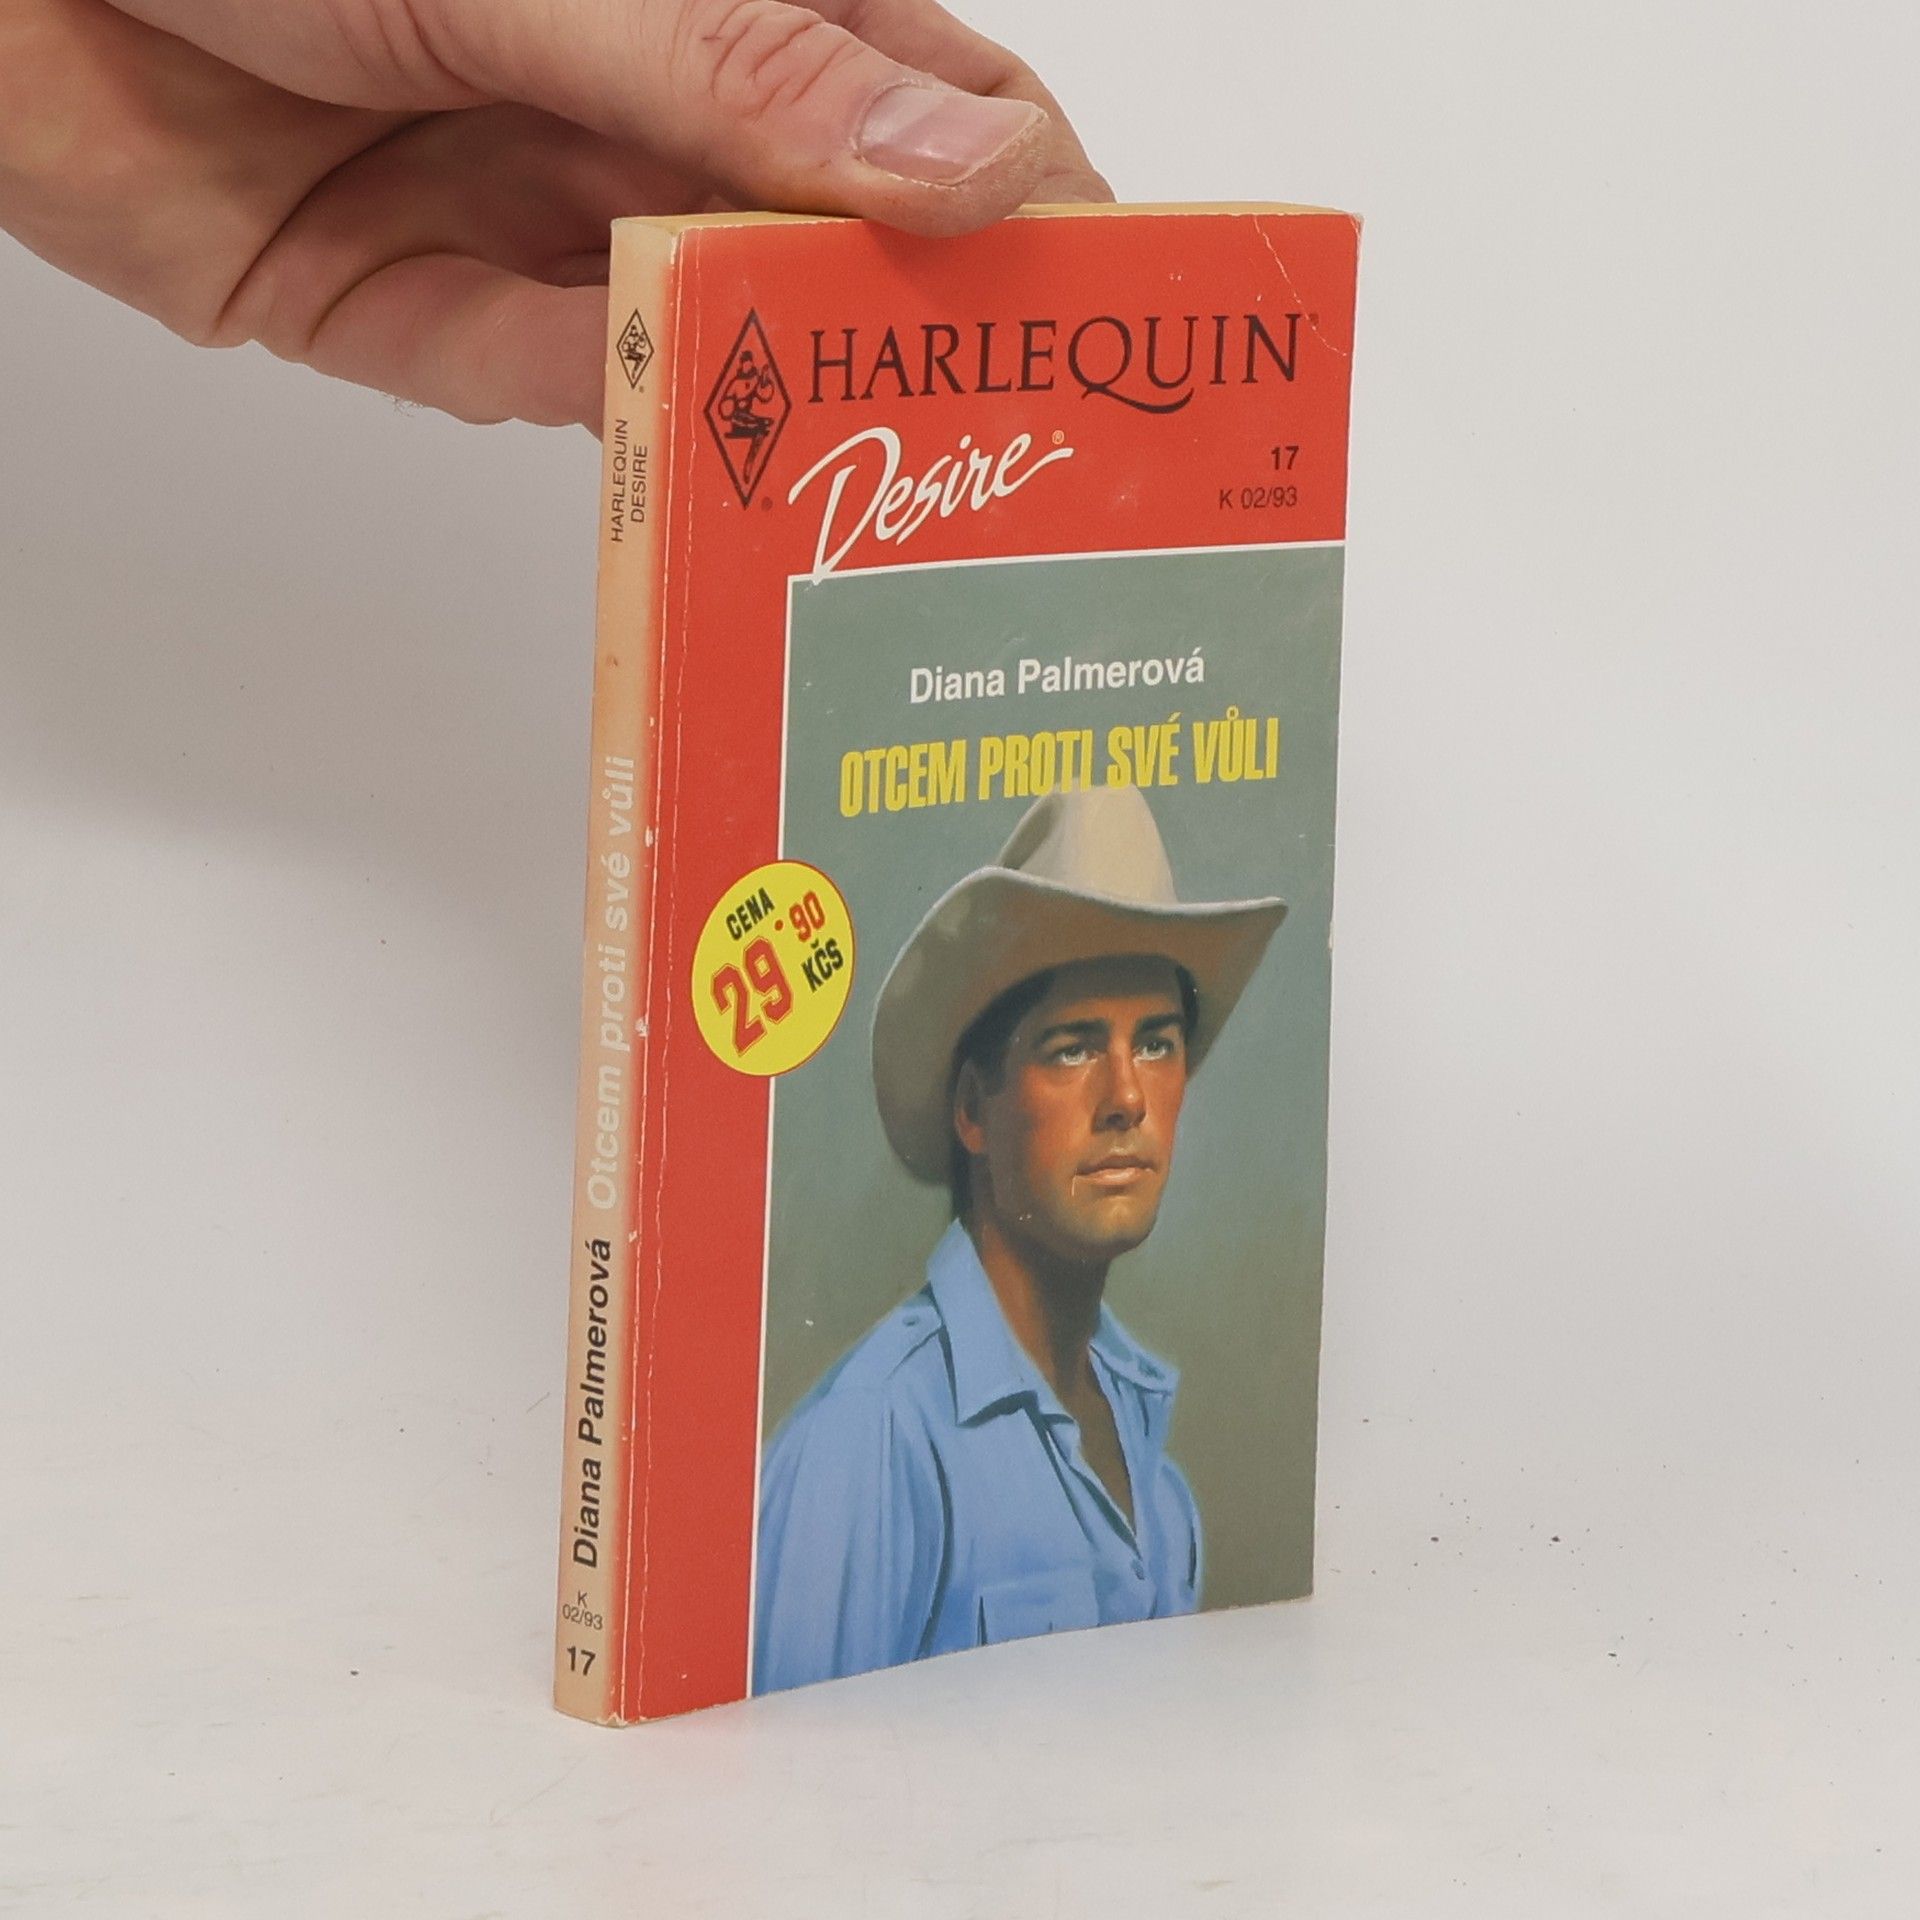 HARLEQUIN
Desire
17
K 02/93
Diana Palmerová
OTCEM PROTI SVÉ VŮLI
CENA
29.90
KČS
HARLEQUIN
DESIRE
Diana Palmerová Otcem proti své vůli
K
02/93
17